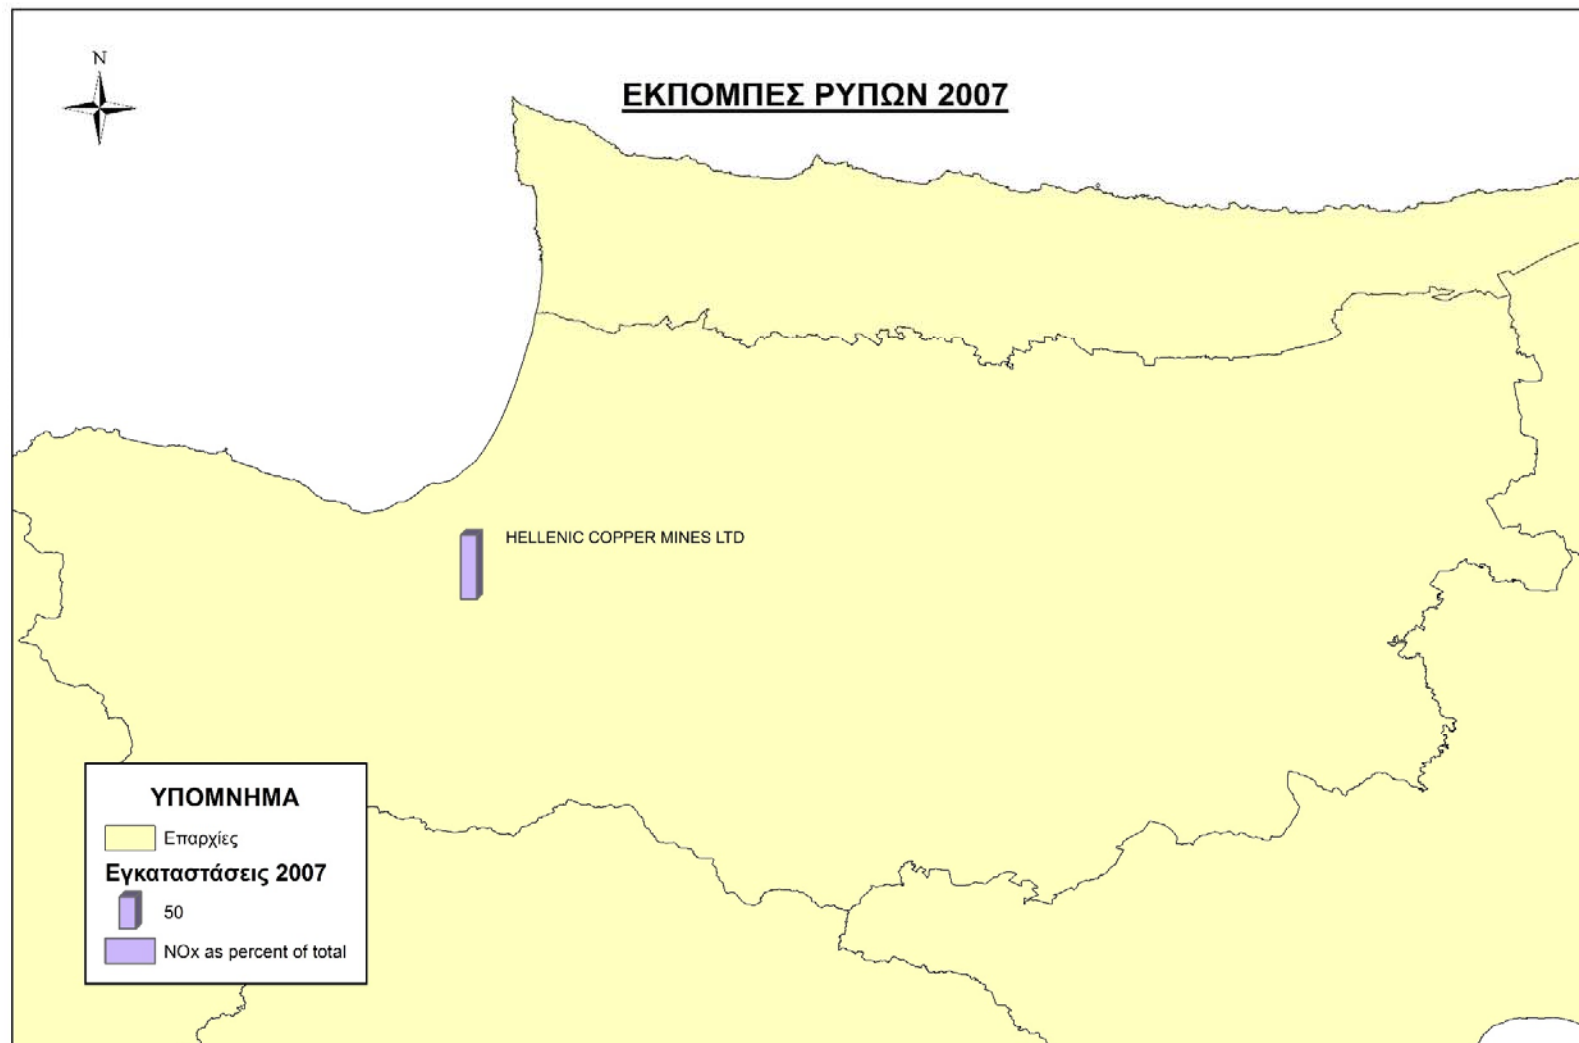 N
ΕΚΠΟΜΠΕΣ ΡΥΠΩΝ 2007
HELLENIC COPPER MINES LTD
ΥΠΟΜΝΗΜΑ
Επαρχίες
Εγκαταστάσεις 2007
50
NOx as percent of total